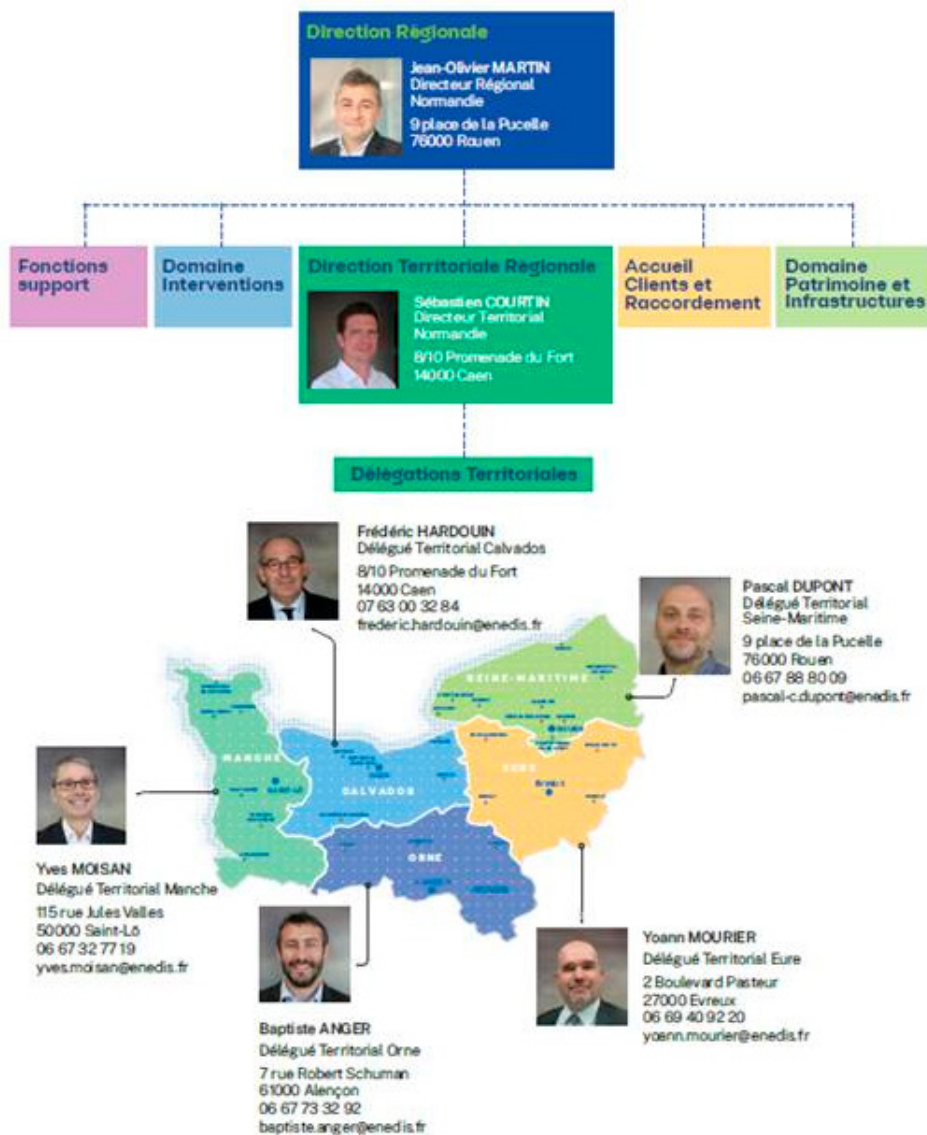 Direction Régionale
Jean-Olivier MARTIN
Directeur Régional
Normandie
9 place de la Pucelle
76000 Rouen
Fonctions
support
Domaine
Interventions
Direction Territoriale Régionale
Sébastien COURTIN
Directeur Territorial
Normandie
8/10 Promenade du Fort
14000 Caen
Accueil
Clients et
Raccordement
Domaine
Patrimoine et
Infrastructures
Délégations Territoriales
Frédéric HARDOUIN
Délégué Territorial Calvados
8/10 Promenade du Fort
14000 Caen
07 63 00 32 84
frederic.hardouin@enedis.fr
Pascal DUPONT
Délégué Territorial
Seine-Maritime
9 place de la Pucelle
76000 Rouen
06 67 88 80 09
pascal-c.dupont@enedis.fr
SEINE-MARITIME
MANCHE
SAINT-LÔ
CALVADOS
EURE
ÉVREUX
ORNE
Yves MOISAN
Délégué Territorial Manche
115 rue Jules Valles
50000 Saint-Lô
06 67 32 77 19
yves.moisan@enedis.fr
Baptiste ANGER
Délégué Territorial Orne
7 rue Robert Schuman
61000 Alençon
06 67 73 32 92
baptiste.anger@enedis.fr
Yoann MOURIER
Délégué Territorial Eure
2 Boulevard Pasteur
27000 Evreux
06 69 40 92 20
yoann.mourier@enedis.fr